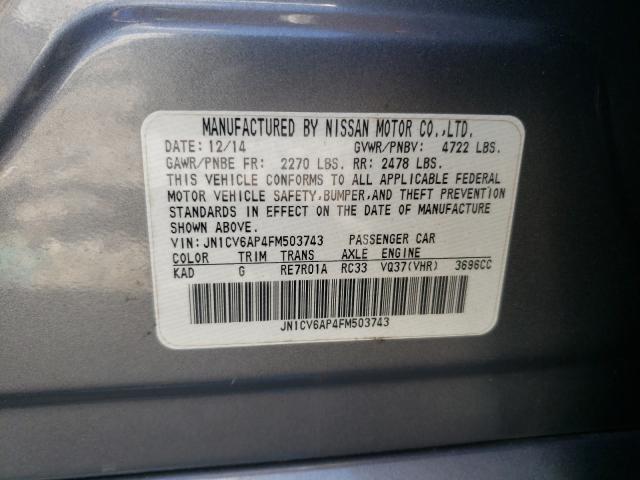 MANUFACTURED BY NISSAN MOTOR CO.,LTD.
DATE: 12/14 GVWR/PNBV: 4722 LBS.
GAWR/PNBE FR: 2270 LBS. RR: 2478 LBS.
THIS VEHICLE CONFORMS TO ALL APPLICABLE FEDERAL
MOTOR VEHICLE SAFETY,BUMPER,AND THEFT PREVENTION
STANDARDS IN EFFECT ON THE DATE OF MANUFACTURE
SHOWN ABOVE.
VIN: JN1CV6AP4FM503743 PASSENGER CAR
COLOR TRIM TRANS AXLE ENGINE
KAD G RE7R01A RC33 VQ37(VHR) 3696CC
JN1CV6AP4FM503743